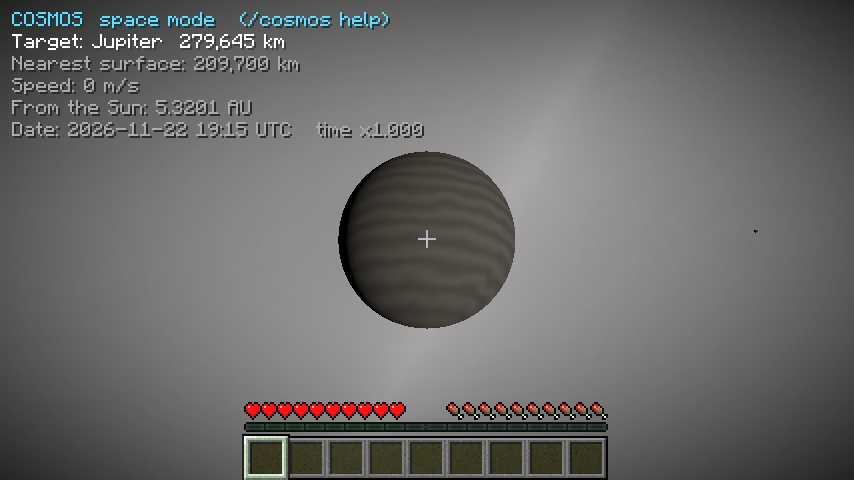 COSMOS space mode (/cosmos help)
Target: Jupiter 279,645 km
Nearest surface: 209,700 km
Speed: 0 m/s
From the Sun: 5.3201 AU
Date: 2026-11-22 19:15 UTC time x1.000